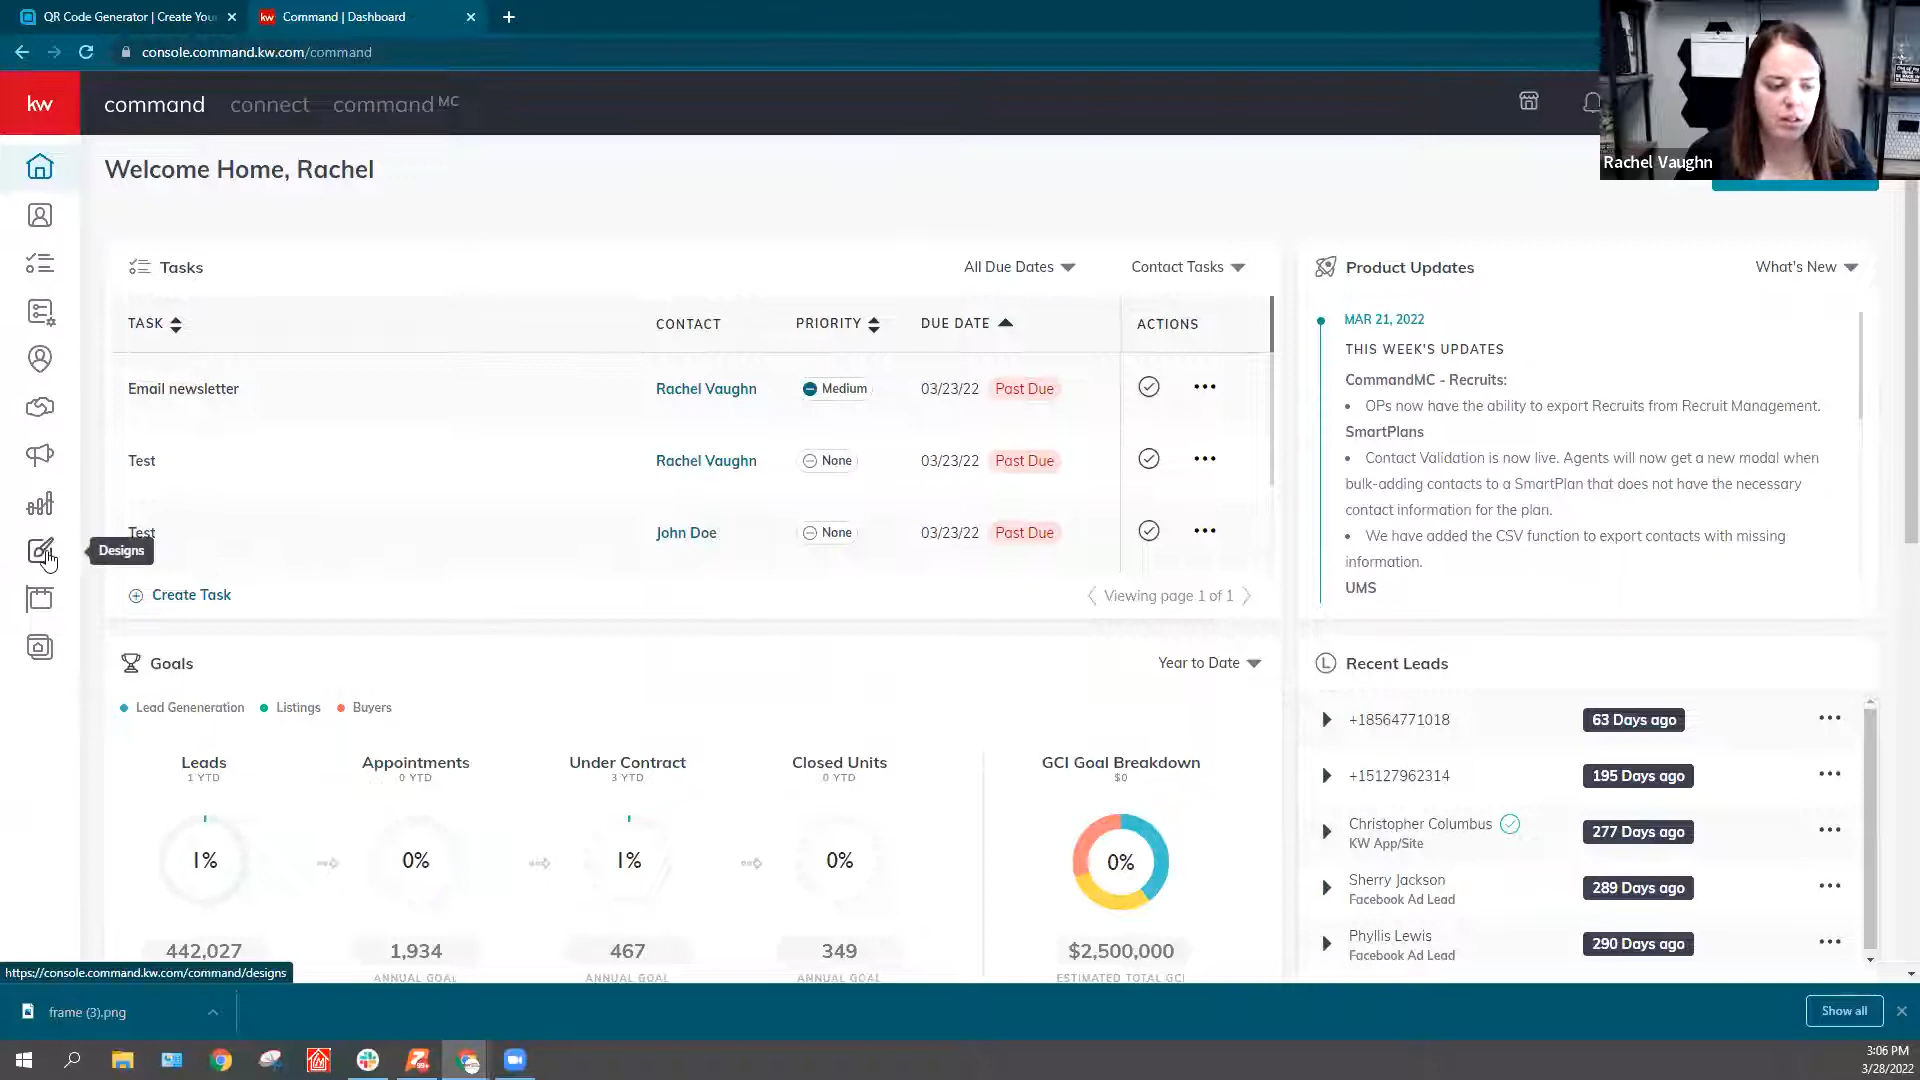 QR Code Generator | Create You
Command | Dashboard
console.command.kw.com/command
kw
command
connect
command MC
Rachel Vaughn
Welcome Home, Rachel
Tasks
All Due Dates
Contact Tasks
TASK
CONTACT
PRIORITY
DUE DATE
ACTIONS
Email newsletter
Rachel Vaughn
Medium
03/23/22
Past Due
Test
Rachel Vaughn
None
03/23/22
Past Due
Test
John Doe
None
03/23/22
Past Due
Designs
Create Task
Viewing page 1 of 1
Product Updates
What's New
MAR 21, 2022
THIS WEEK'S UPDATES
CommandMC - Recruits:
• OPs now have the ability to export Recruits from Recruit Management.
SmartPlans
• Contact Validation is now live. Agents will now get a new modal when
bulk-adding contacts to a SmartPlan that does not have the necessary
contact information for the plan.
• We have added the CSV function to export contacts with missing
information.
UMS
Goals
Year to Date
Lead Geneneration
Listings
Buyers
Leads
1 YTD
1%
442,027
ANNUAL GOAL
Appointments
0 YTD
0%
1,934
ANNUAL GOAL
Under Contract
3 YTD
1%
467
ANNUAL GOAL
Closed Units
0 YTD
0%
349
ANNUAL GOAL
GCI Goal Breakdown
$0
0%
$2,500,000
ESTIMATED TOTAL GCI
Recent Leads
+18564771018
63 Days ago
+15127962314
195 Days ago
Christopher Columbus
KW App/Site
277 Days ago
Sherry Jackson
Facebook Ad Lead
289 Days ago
Phyllis Lewis
Facebook Ad Lead
290 Days ago
https://console.command.kw.com/command/designs
frame (3).png
Show all
3:06 PM
3/28/2022